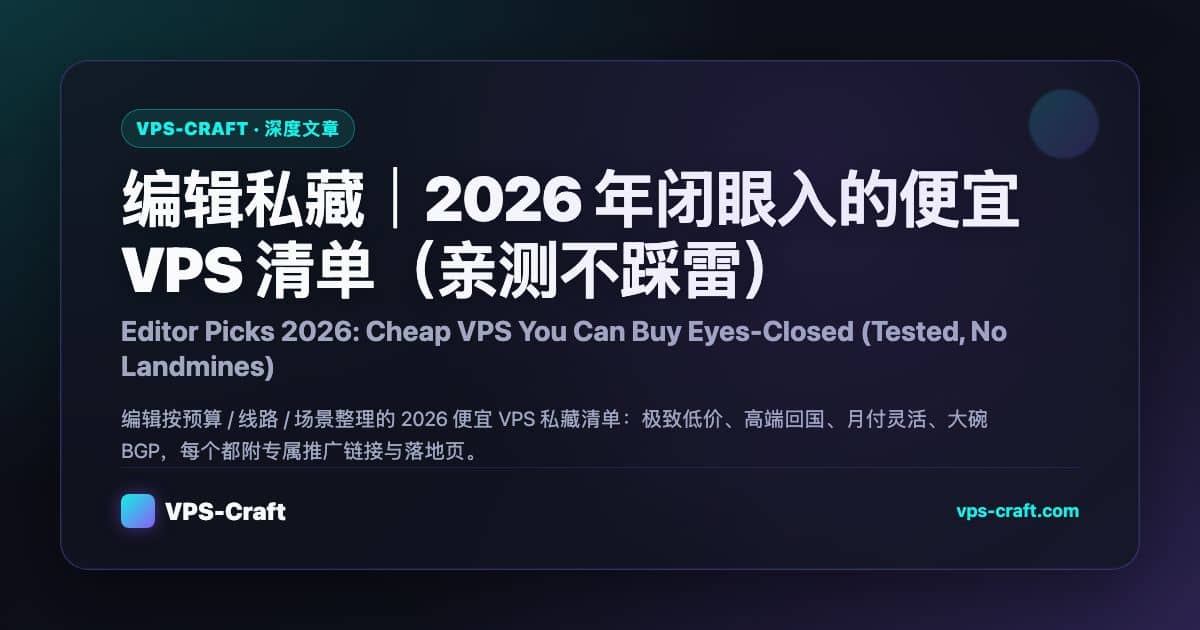 VPS-CRAFT · 深度文章
编辑私藏｜2026 年闭眼入的便宜
VPS 清单（亲测不踩雷）
Editor Picks 2026: Cheap VPS You Can Buy Eyes-Closed (Tested, No
Landmines)
编辑按预算 / 线路 / 场景整理的 2026 便宜 VPS 私藏清单：极致低价、高端回国、月付灵活、大碗
BGP，每个都附专属推广链接与落地页。
VPS-Craft
vps-craft.com